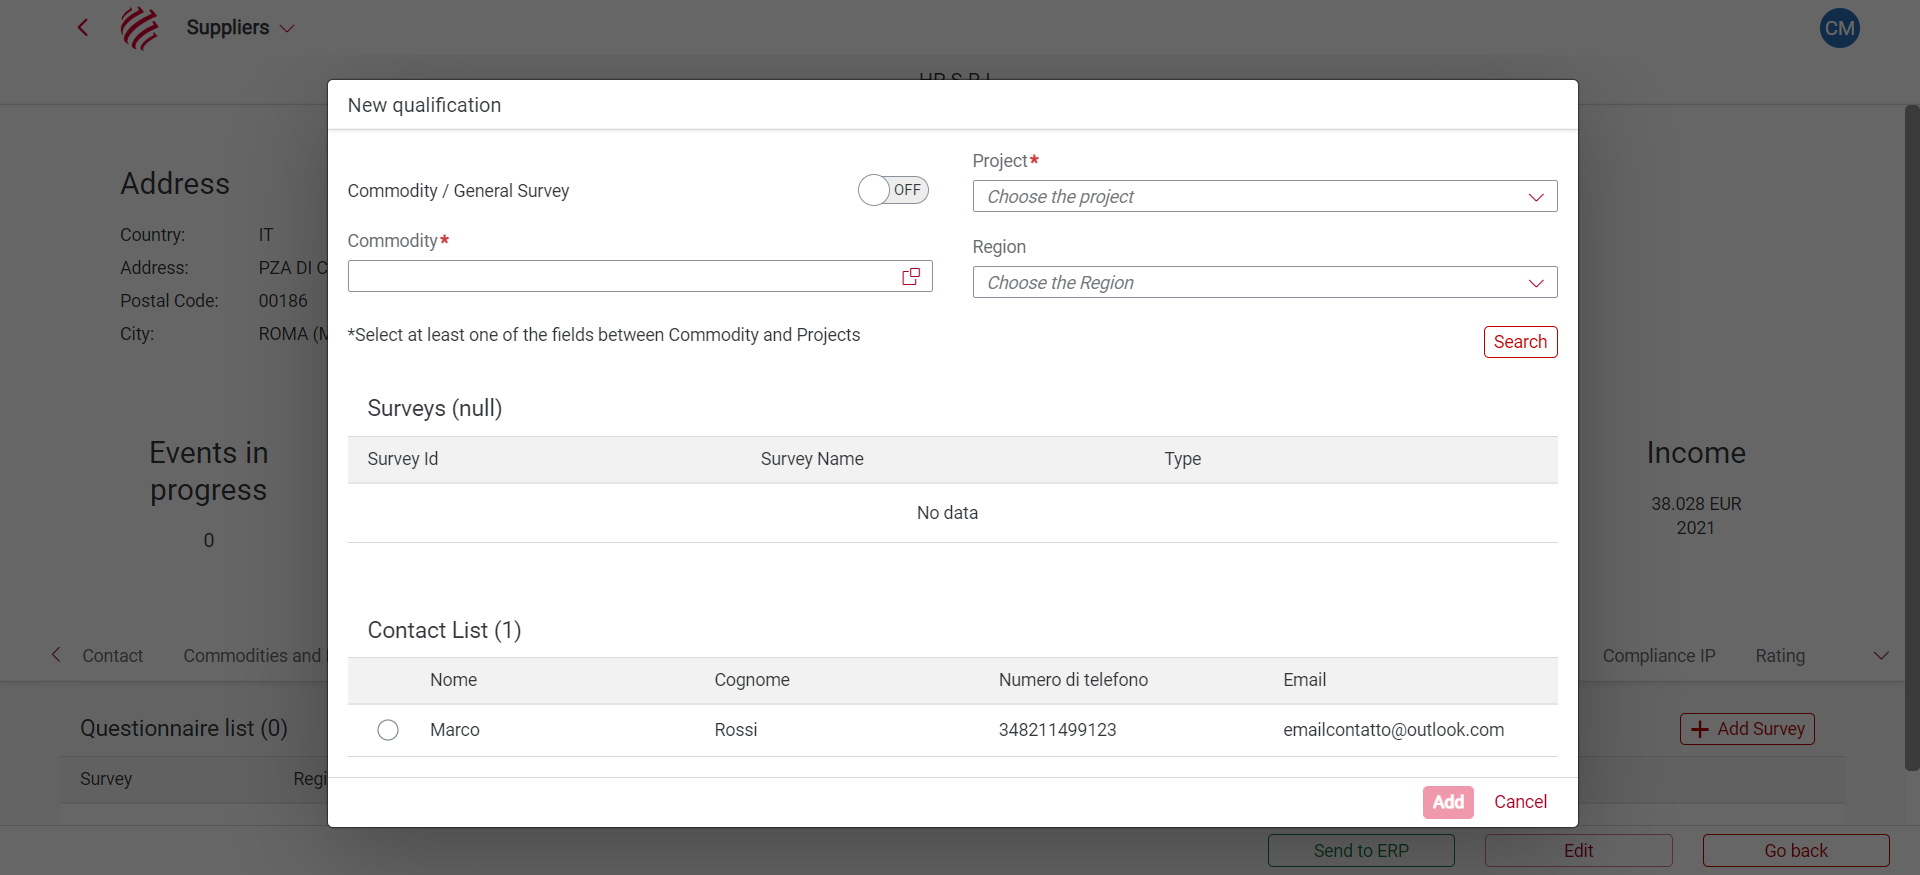 Suppliers
CM
New qualification
Commodity / General Survey
OFF
Project*
Choose the project
Commodity*
Region
Choose the Region
*Select at least one of the fields between Commodity and Projects
Search
Surveys (null)
Survey Id Survey Name Type
No data
Contact List (1)
Nome Cognome Numero di telefono Email
Marco Rossi 348211499123 emailcontatto@outlook.com
Add Cancel
Address
Country: IT
Address: PZA DI C
Postal Code: 00186
City: ROMA (M
Events in
progress
0
Income
38.028 EUR
2021
Contact Commodities and
Compliance IP Rating
Questionnaire list (0)
Add Survey
Survey Regi
Send to ERP Edit Go back